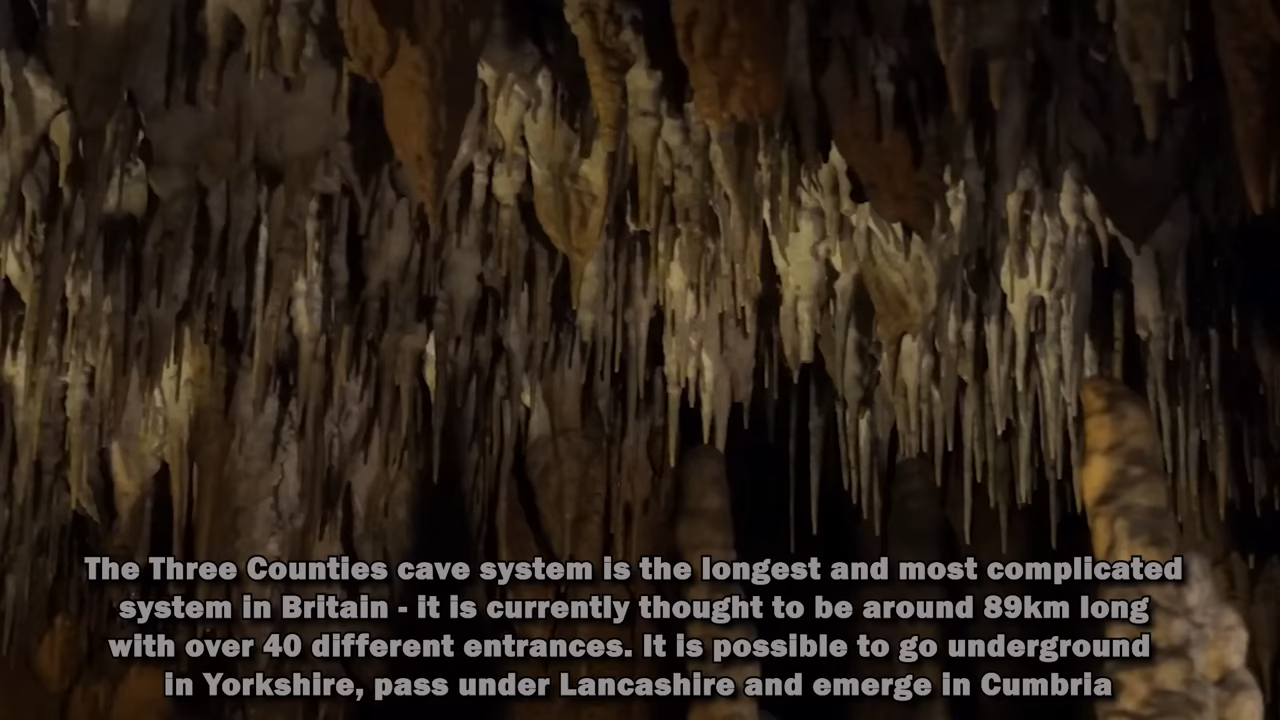 The Three Counties cave system is the longest and most complicated
system in Britain - it is currently thought to be around 89km long
with over 40 different entrances. It is possible to go underground
in Yorkshire, pass under Lancashire and emerge in Cumbria